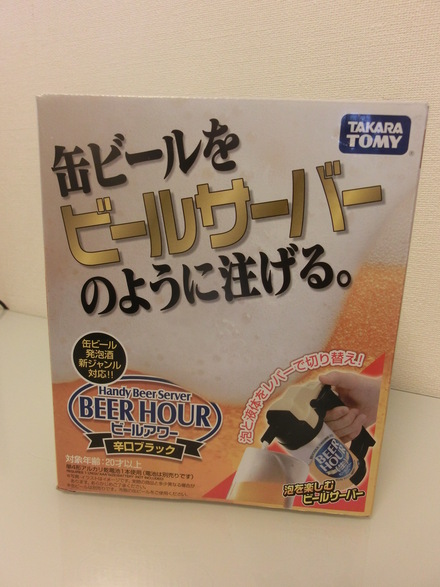 缶ビールを
TAKARA
TOMY
ビールサーバー
のように注げる。
缶ビール
発泡酒
新ジャンル
対応!!
泡と液体をレバーで切り替え!
Handy Beer Server
BEER HOUR
ビールアワー
辛口ブラック
対象年齢:20才以上
BEER
HOUR
泡を楽しむ
ビールサーバー